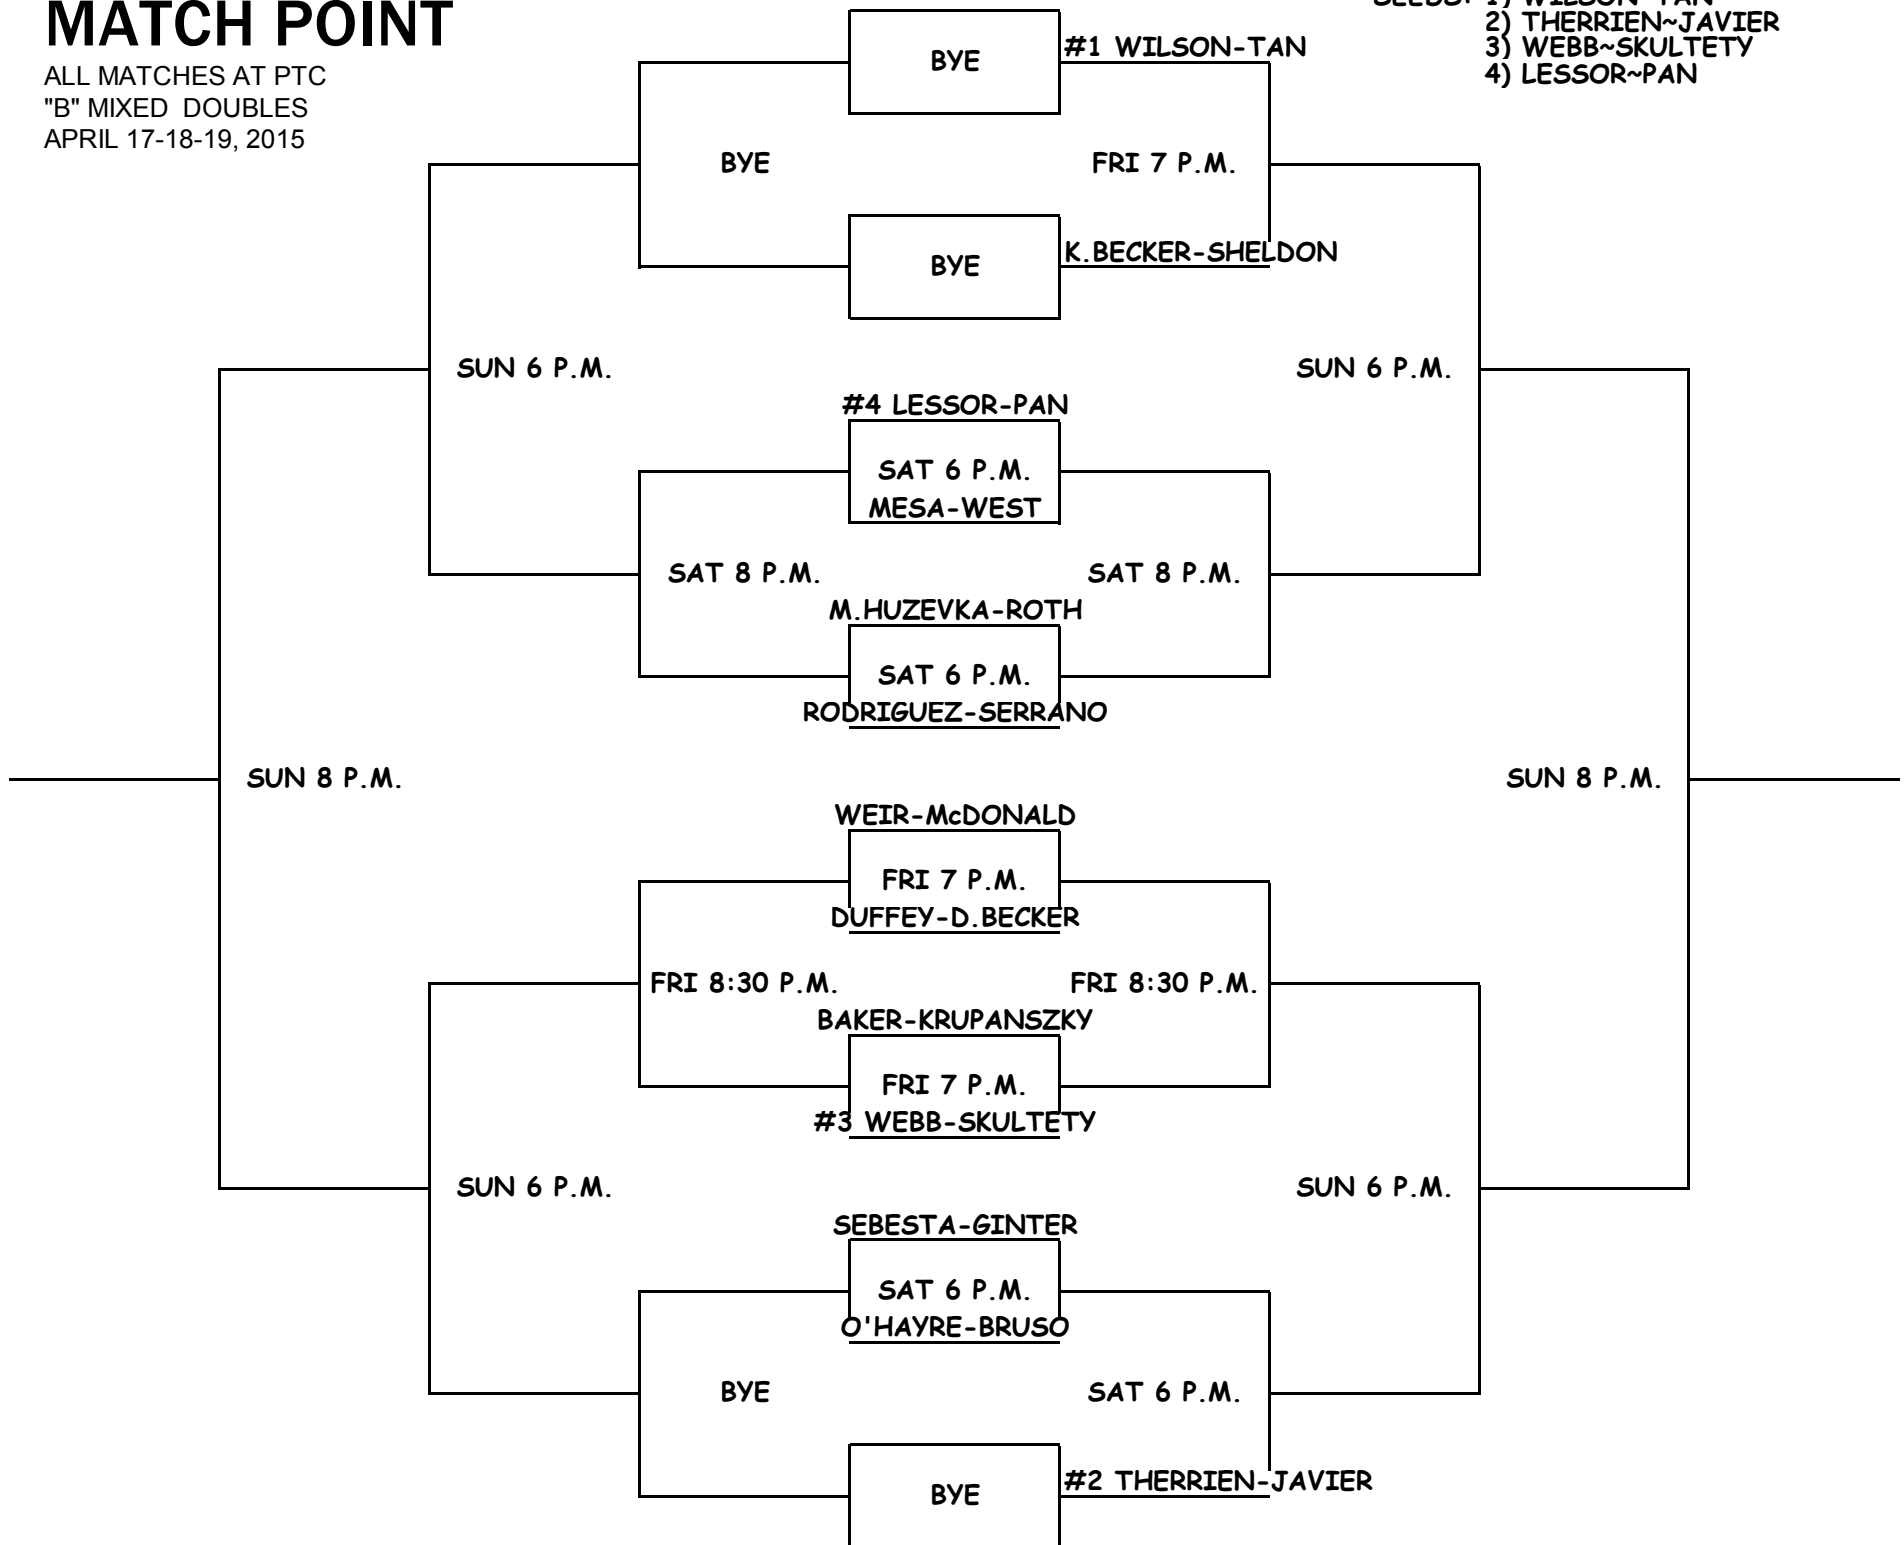 MATCH POINT
ALL MATCHES AT PTC
"B" MIXED DOUBLES
APRIL 17-18-19, 2015
SEEDS: 1) WILSON~TAN
2) THERRIEN~JAVIER
3) WEBB~SKULTETY
4) LESSOR~PAN
BYE
#1 WILSON-TAN
BYE
FRI 7 P.M.
BYE
K.BECKER-SHELDON
SUN 6 P.M.
SUN 6 P.M.
#4 LESSOR-PAN
SAT 6 P.M.
MESA-WEST
SAT 8 P.M.
SAT 8 P.M.
M.HUZEVKA-ROTH
SAT 6 P.M.
RODRIGUEZ-SERRANO
SUN 8 P.M.
SUN 8 P.M.
WEIR-McDONALD
FRI 7 P.M.
DUFFEY-D.BECKER
FRI 8:30 P.M.
FRI 8:30 P.M.
BAKER-KRUPANSZKY
FRI 7 P.M.
#3 WEBB-SKULTETY
SUN 6 P.M.
SUN 6 P.M.
SEBESTA-GINTER
SAT 6 P.M.
O'HAYRE-BRUSO
BYE
SAT 6 P.M.
BYE
#2 THERRIEN-JAVIER